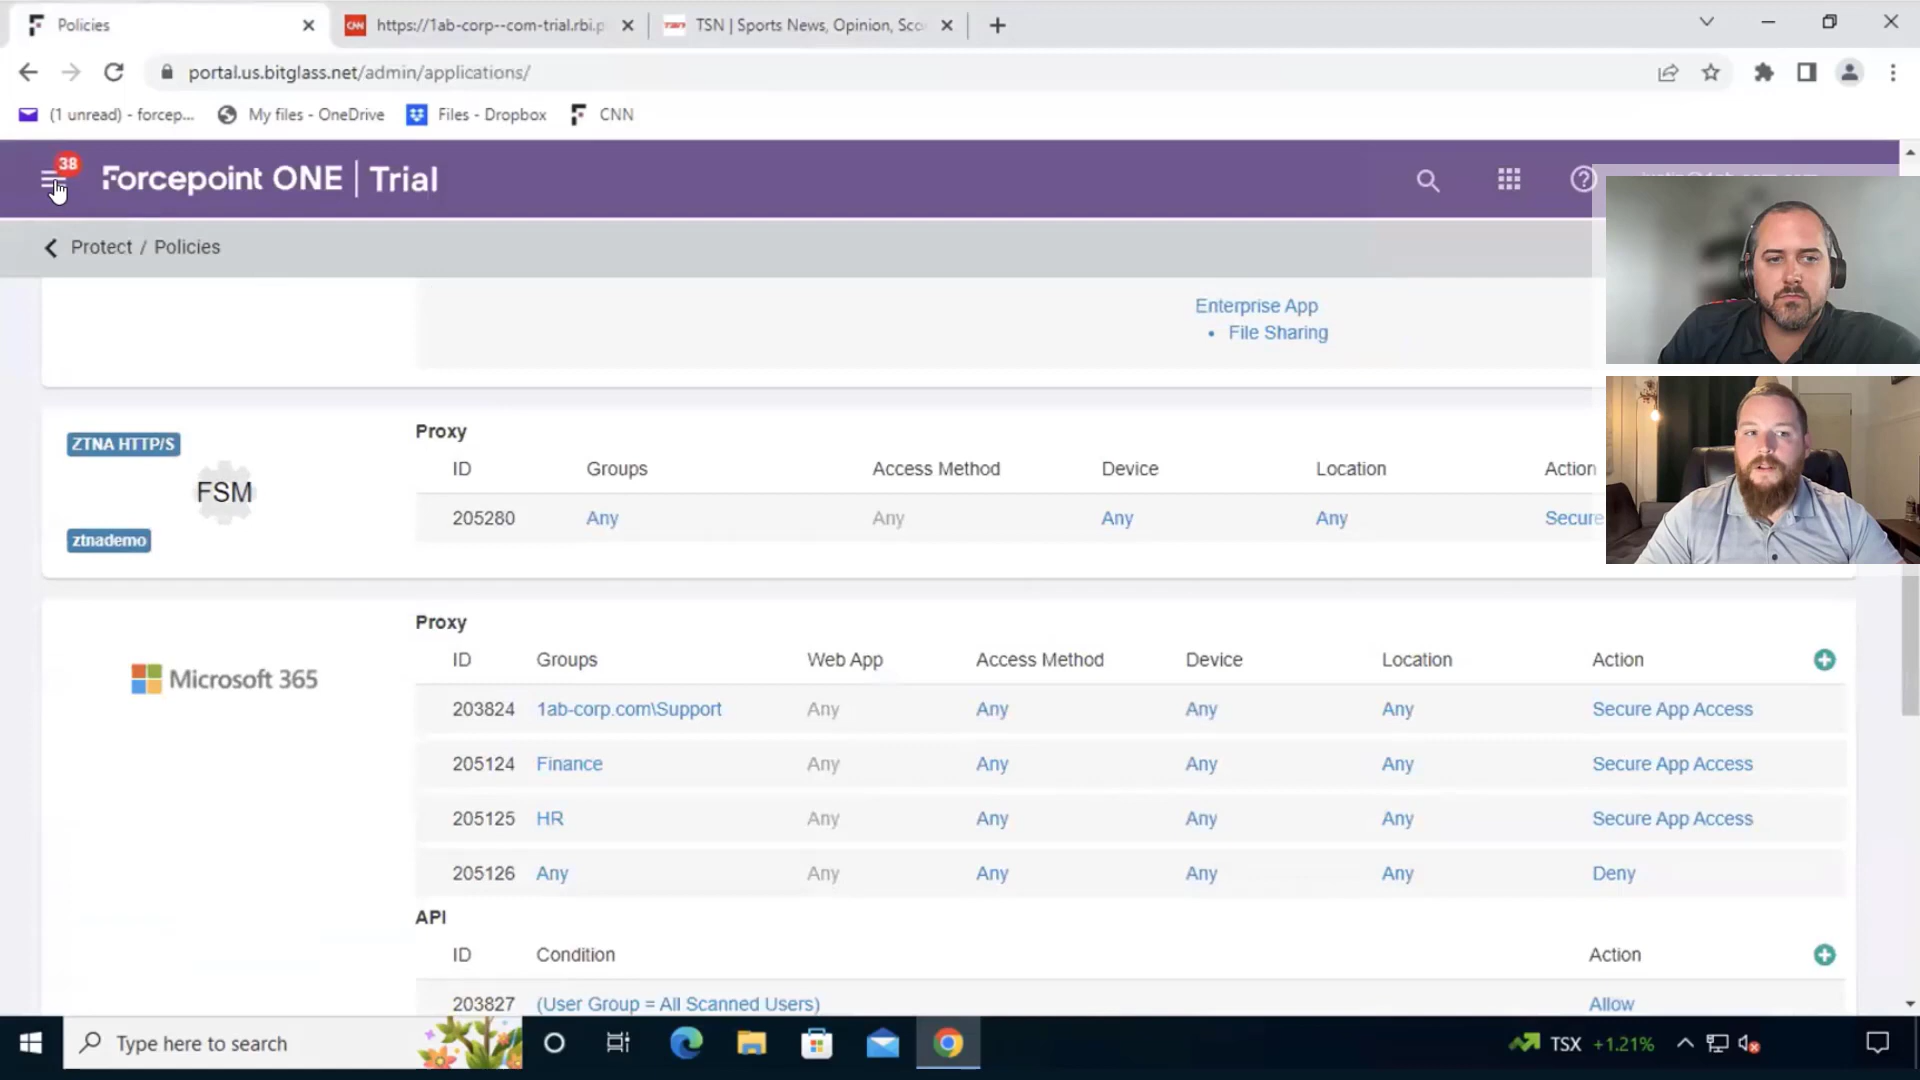 Policies
https://1ab-corp--com-trial.rbi.p
TSN | Sports News, Opinion, Sco
portal.us.bitglass.net/admin/applications/
(1 unread) - forcep...
My files - OneDrive
Files - Dropbox
CNN
38
Forcepoint ONE | Trial
Protect / Policies
Enterprise App
• File Sharing
ZTNA HTTP/S
FSM
ztnademo
Proxy
ID Groups Access Method Device Location Action
205280 Any Any Any Any Secure
Microsoft 365
Proxy
ID Groups Web App Access Method Device Location Action
203824 1ab-corp.com\Support Any Any Any Any Secure App Access
205124 Finance Any Any Any Any Secure App Access
205125 HR Any Any Any Any Secure App Access
205126 Any Any Any Any Any Deny
API
ID Condition Action
203827 (User Group = All Scanned Users) Allow
Type here to search
TSX +1.21%